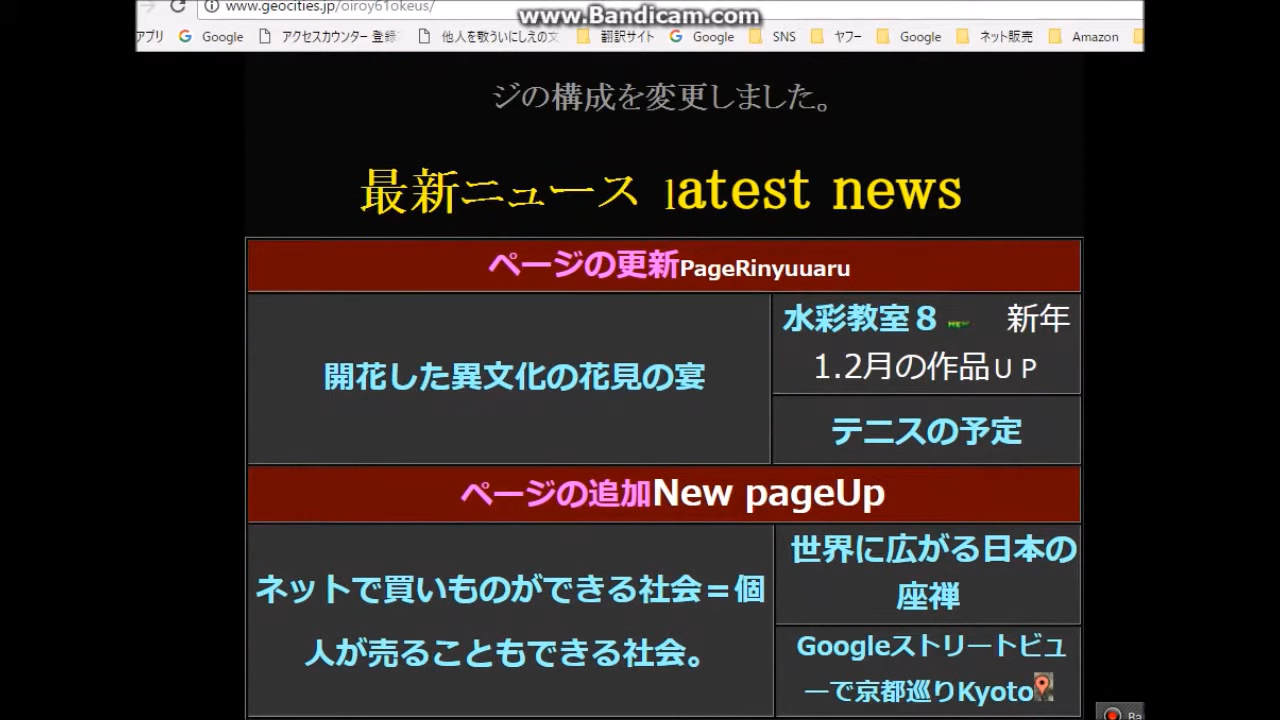 www.geocities.jp/oiroy61okeus/
www.Bandicam.com
アプリ Google アクセスカウンター 登録 他人を敬ういにしえの文 翻訳サイト Google SNS ヤフー Google ネット販売 Amazon
ジの構成を変更しました。
最新ニュース latest news
ページの更新PageRinyuuaru
開花した異文化の花見の宴
水彩教室８ 新年
1.2月の作品ＵＰ
テニスの予定
ページの追加New pageUp
ネットで買いものができる社会＝個
人が売ることもできる社会。
世界に広がる日本の
座禅
Googleストリートビュ
ーで京都巡りKyoto
Ba